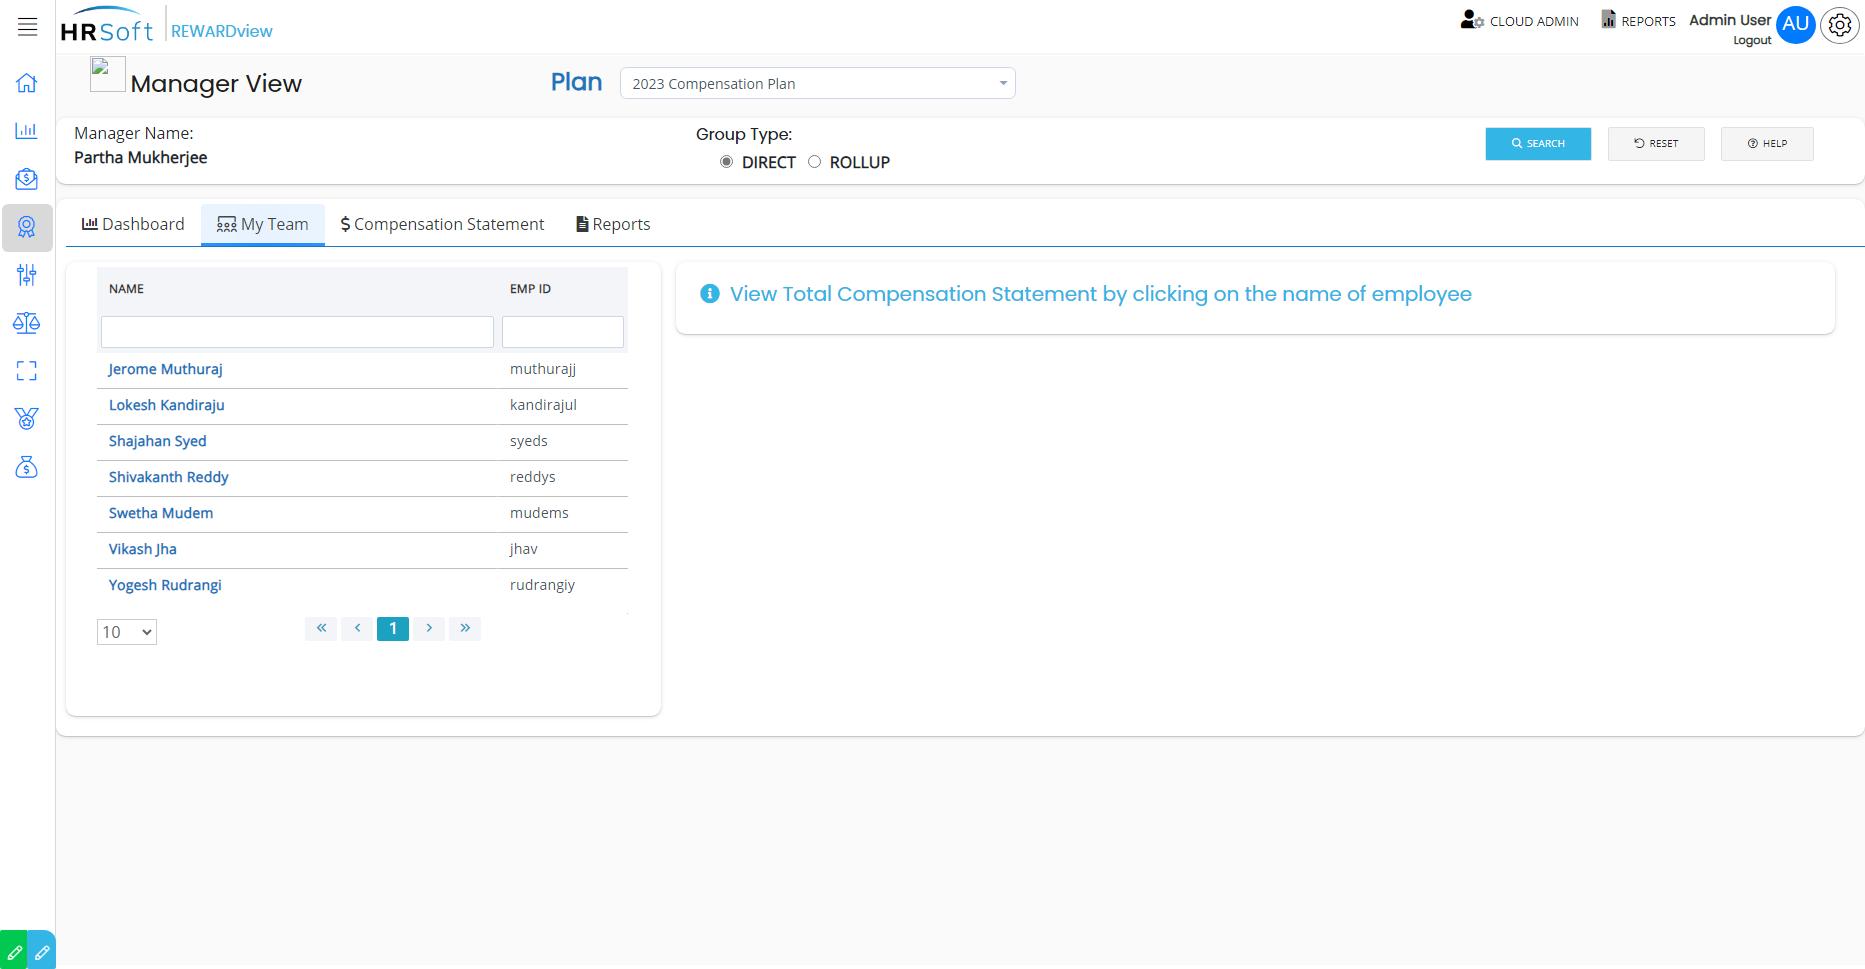 HRSoft REWARDview
CLOUD ADMIN REPORTS Admin User AU
Logout
Manager View Plan 2023 Compensation Plan
Manager Name: Group Type:
Partha Mukherjee DIRECT ROLLUP
SEARCH RESET HELP
Dashboard My Team Compensation Statement Reports
NAME EMP ID
View Total Compensation Statement by clicking on the name of employee
Jerome Muthuraj muthurajj
Lokesh Kandiraju kandirajul
Shajahan Syed syeds
Shivakanth Reddy reddys
Swetha Mudem mudems
Vikash Jha jhav
Yogesh Rudrangi rudrangiy
10 « ‹ 1 › »